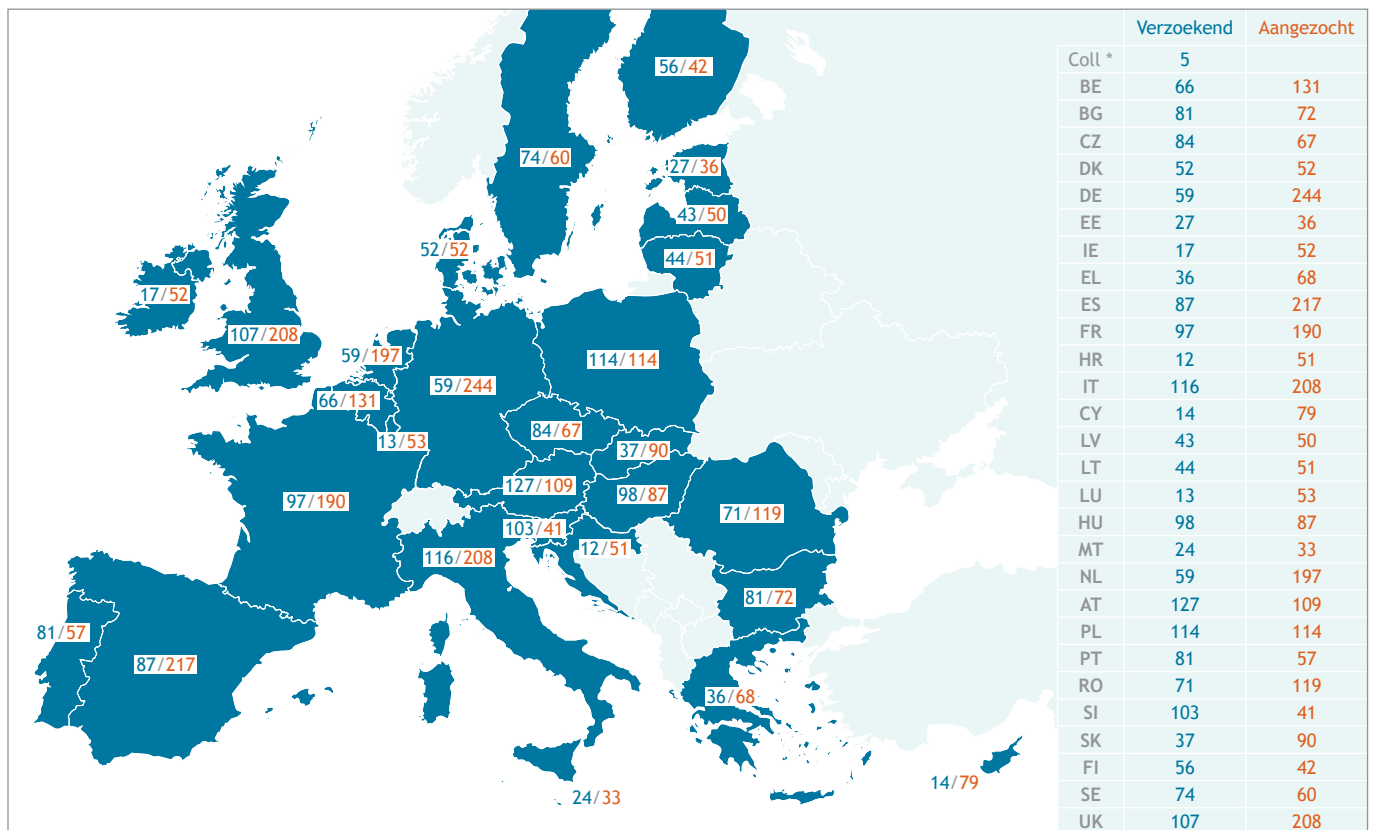 56/42
74/60
27/36
43/50
52/52
44/51
17/52
107/208
59/197
114/114
59/244
66/131
84/67
13/53
37/90
127/109
98/87
97/190
71/119
103/41
12/51
116/208
81/72
81/57
87/217
36/68
14/79
24/33
Verzoekend Aangezocht
Coll * 5
BE 66 131
BG 81 72
CZ 84 67
DK 52 52
DE 59 244
EE 27 36
IE 17 52
EL 36 68
ES 87 217
FR 97 190
HR 12 51
IT 116 208
CY 14 79
LV 43 50
LT 44 51
LU 13 53
HU 98 87
MT 24 33
NL 59 197
AT 127 109
PL 114 114
PT 81 57
RO 71 119
SI 103 41
SK 37 90
FI 56 42
SE 74 60
UK 107 208